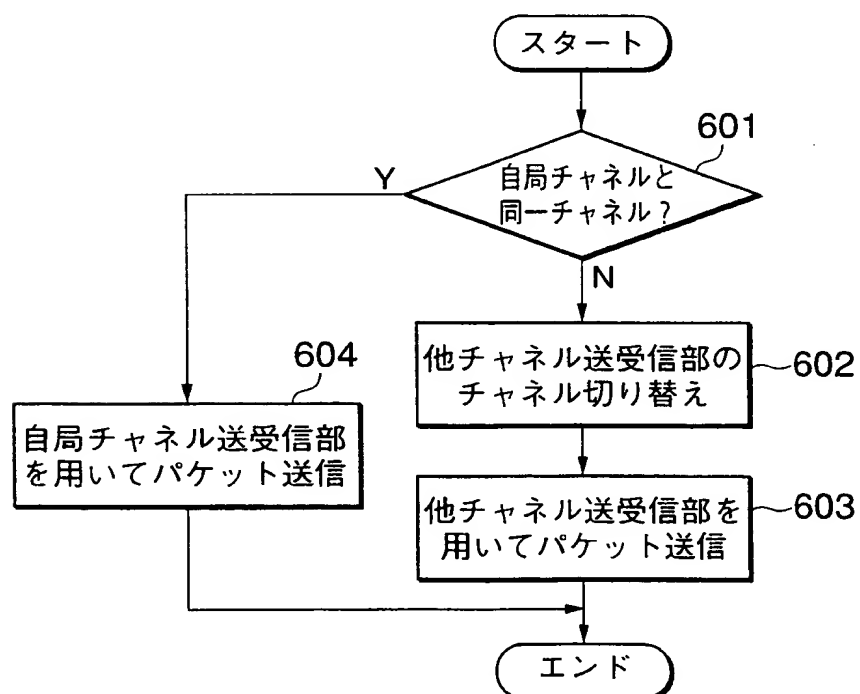 スタート
601
自局チャネルと
同一チャネル？
Y
N
604
自局チャネル送受信部
を用いてパケット送信
他チャネル送受信部の
チャネル切り替え
602
他チャネル送受信部を
用いてパケット送信
603
エンド